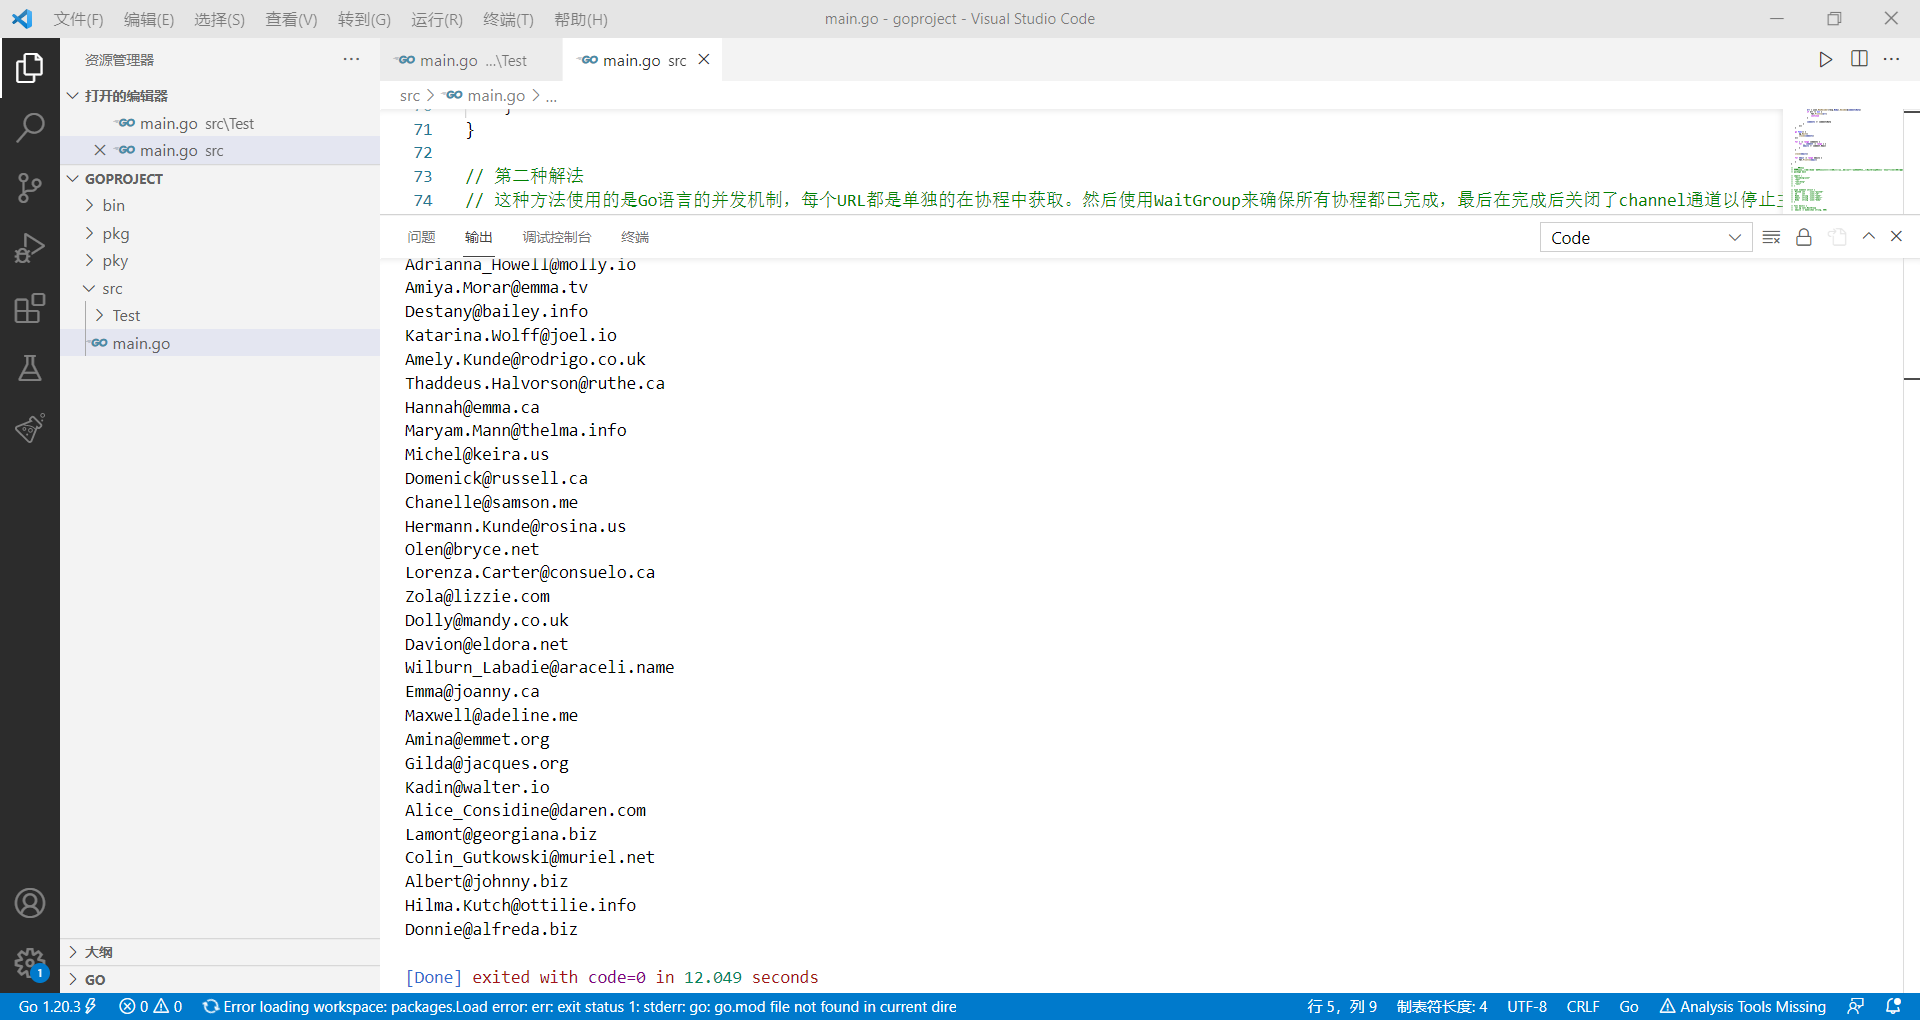 文件(F) 编辑(E) 选择(S) 查看(V) 转到(G) 运行(R) 终端(T) 帮助(H) main.go - goproject - Visual Studio Code
资源管理器
打开的编辑器
main.go src\Test
main.go src
GOPROJECT
bin
pkg
pky
src
Test
main.go
大纲
GO
main.go ...\Test main.go src
src > main.go > ...
71 }
72
73 // 第二种解法
74 // 这种方法使用的是Go语言的并发机制，每个URL都是单独的在协程中获取。然后使用WaitGroup来确保所有协程都已完成，最后在完成后关闭了channel通道以停止
问题 输出 调试控制台 终端 Code
Adrianna_Howell@molly.io
Amiya.Morar@emma.tv
Destany@bailey.info
Katarina.Wolff@joel.io
Amely.Kunde@rodrigo.co.uk
Thaddeus.Halvorson@ruthe.ca
Hannah@emma.ca
Maryam.Mann@thelma.info
Michel@keira.us
Domenick@russell.ca
Chanelle@samson.me
Hermann.Kunde@rosina.us
Olen@bryce.net
Lorenza.Carter@consuelo.ca
Zola@lizzie.com
Dolly@mandy.co.uk
Davion@eldora.net
Wilburn_Labadie@araceli.name
Emma@joanny.ca
Maxwell@adeline.me
Amina@emmet.org
Gilda@jacques.org
Kadin@walter.io
Alice_Considine@daren.com
Lamont@georgiana.biz
Colin_Gutkowski@muriel.net
Albert@johnny.biz
Hilma.Kutch@ottilie.info
Donnie@alfreda.biz
[Done] exited with code=0 in 12.049 seconds
1
Go 1.20.3 0 0 Error loading workspace: packages.Load error: err: exit status 1: stderr: go: go.mod file not found in current dire 行 5，列 9 制表符长度: 4 UTF-8 CRLF Go Analysis Tools Missing